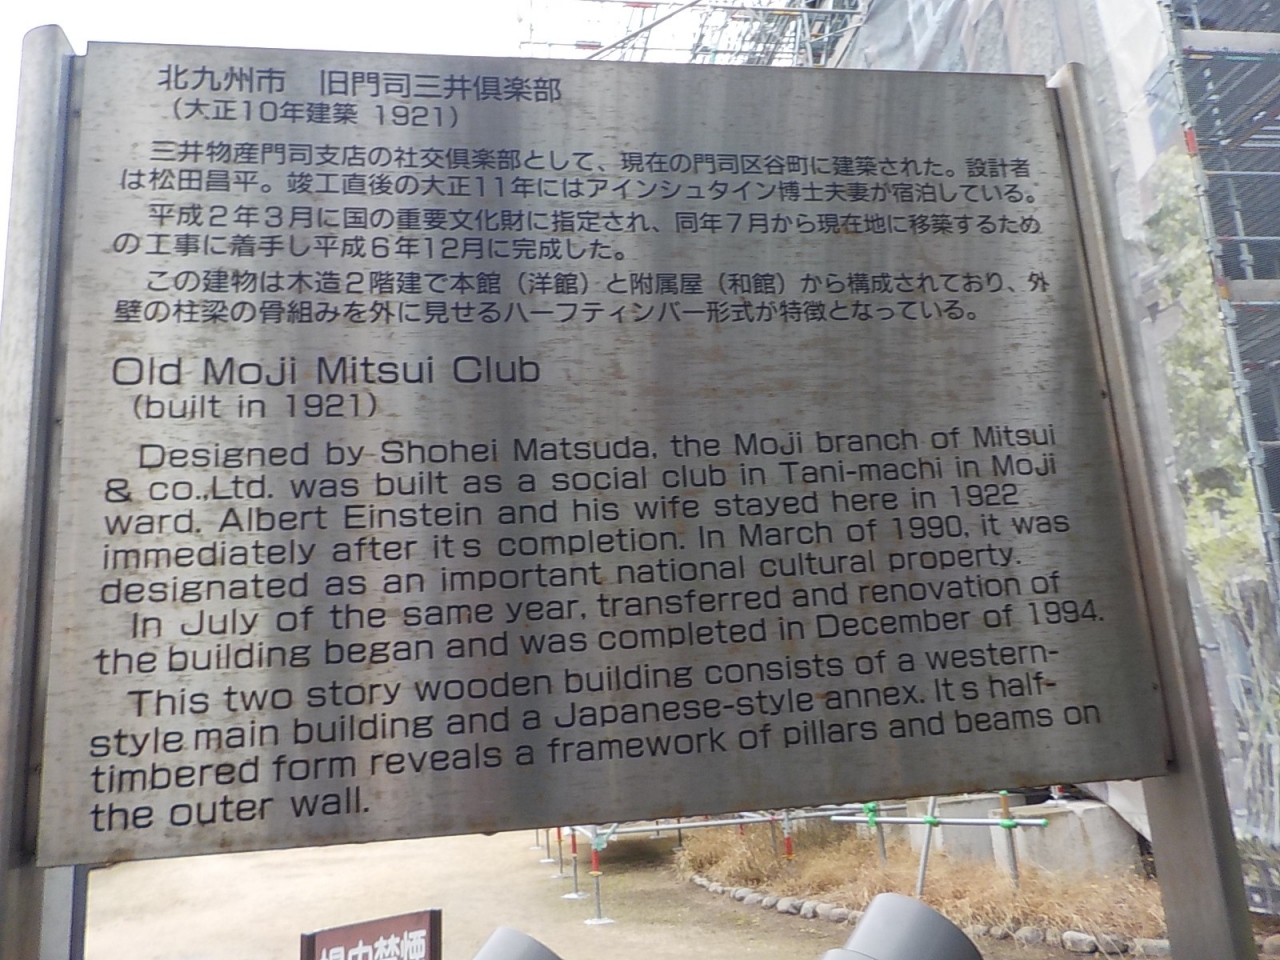 北九州市　旧門司三井倶楽部
（大正10年建築 1921）
三井物産門司支店の社交倶楽部として、現在の門司区谷町に建築された。設計者
は松田昌平。竣工直後の大正11年にはアインシュタイン博士夫妻が宿泊している。
平成2年3月に国の重要文化財に指定され、同年7月から現在地に移築するため
の工事に着手し平成6年12月に完成した。
この建物は木造2階建で本館（洋館）と附属屋（和館）から構成されており、外
壁の柱梁の骨組みを外に見せるハーフティンバー形式が特徴となっている。
Old Moji Mitsui Club
(built in 1921)
Designed by Shohei Matsuda, the Moji branch of Mitsui
& co.,Ltd. was built as a social club in Tani-machi in Moji
ward. Albert Einstein and his wife stayed here in 1922
immediately after its completion. In March of 1990, it was
designated as an important national cultural property.
In July of the same year, transferred and renovation of
the building began and was completed in December of 1994.
This two story wooden building consists of a western-
style main building and a Japanese-style annex. It s half-
timbered form reveals a framework of pillars and beams on
the outer wall.
場内禁煙